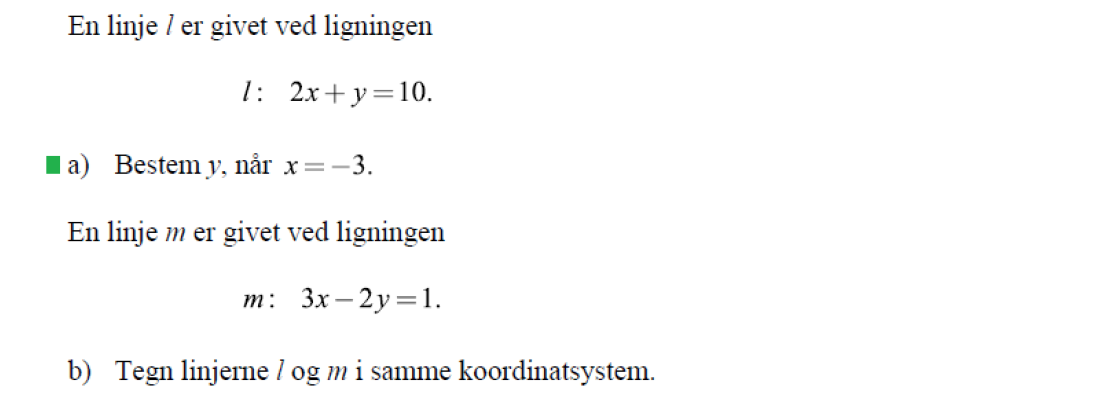 En linje l er givet ved ligningen
l: 2x + y = 10.
a) Bestem y, når x = −3.
En linje m er givet ved ligningen
m: 3x − 2y = 1.
b) Tegn linjerne l og m i samme koordinatsystem.